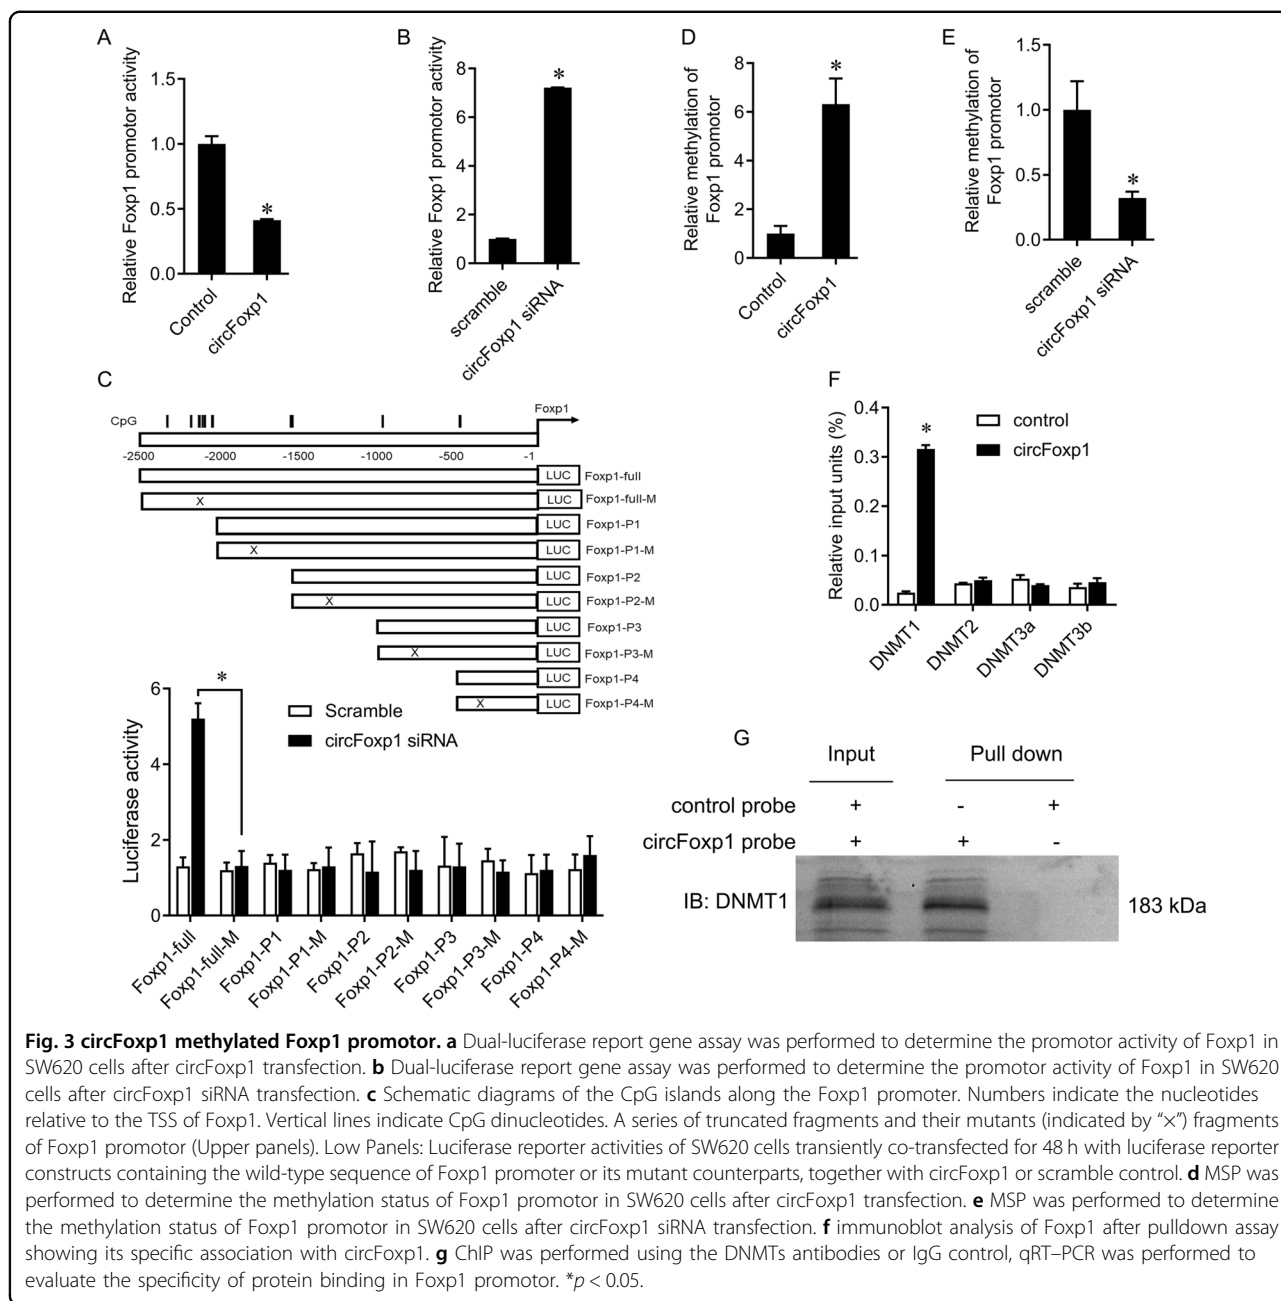 A
Relative Foxp1 promotor activity
1.5
1.0
0.5
0.0
*
Control
circFoxp1
B
Relative Foxp1 promotor activity
8
6
4
2
0
*
scramble
circFoxp1 siRNA
D
Relative methylation of
Foxp1 promotor
8
6
4
2
0
*
Control
circFoxp1
E
Relative methylation of
Foxp1 promotor
1.5
1.0
0.5
0.0
*
scramble
circFoxp1 siRNA
C
Foxp1
CpG
-2500 -2000 -1500 -1000 -500 -1
LUC Foxp1-full
X LUC Foxp1-full-M
LUC Foxp1-P1
X LUC Foxp1-P1-M
LUC Foxp1-P2
X LUC Foxp1-P2-M
LUC Foxp1-P3
X LUC Foxp1-P3-M
LUC Foxp1-P4
X LUC Foxp1-P4-M
Luciferase activity
6
4
2
0
*
Scramble
circFoxp1 siRNA
Foxp1-full
Foxp1-full-M
Foxp1-P1
Foxp1-P1-M
Foxp1-P2
Foxp1-P2-M
Foxp1-P3
Foxp1-P3-M
Foxp1-P4
Foxp1-P4-M
F
Relative input units (%)
0.4
0.3
0.2
0.1
0.0
*
control
circFoxp1
DNMT1
DNMT2
DNMT3a
DNMT3b
G
Input Pull down
control probe + - +
circFoxp1 probe + + -
IB: DNMT1 183 kDa
Fig. 3 circFoxp1 methylated Foxp1 promotor. a Dual-luciferase report gene assay was performed to determine the promotor activity of Foxp1 in
SW620 cells after circFoxp1 transfection. b Dual-luciferase report gene assay was performed to determine the promotor activity of Foxp1 in SW620
cells after circFoxp1 siRNA transfection. c Schematic diagrams of the CpG islands along the Foxp1 promoter. Numbers indicate the nucleotides
relative to the TSS of Foxp1. Vertical lines indicate CpG dinucleotides. A series of truncated fragments and their mutants (indicated by “×”) fragments
of Foxp1 promotor (Upper panels). Low Panels: Luciferase reporter activities of SW620 cells transiently co-transfected for 48 h with luciferase reporter
constructs containing the wild-type sequence of Foxp1 promoter or its mutant counterparts, together with circFoxp1 or scramble control. d MSP was
performed to determine the methylation status of Foxp1 promotor in SW620 cells after circFoxp1 transfection. e MSP was performed to determine
the methylation status of Foxp1 promotor in SW620 cells after circFoxp1 siRNA transfection. f immunoblot analysis of Foxp1 after pulldown assay
showing its specific association with circFoxp1. g ChIP was performed using the DNMTs antibodies or IgG control, qRT–PCR was performed to
evaluate the specificity of protein binding in Foxp1 promotor. *p < 0.05.